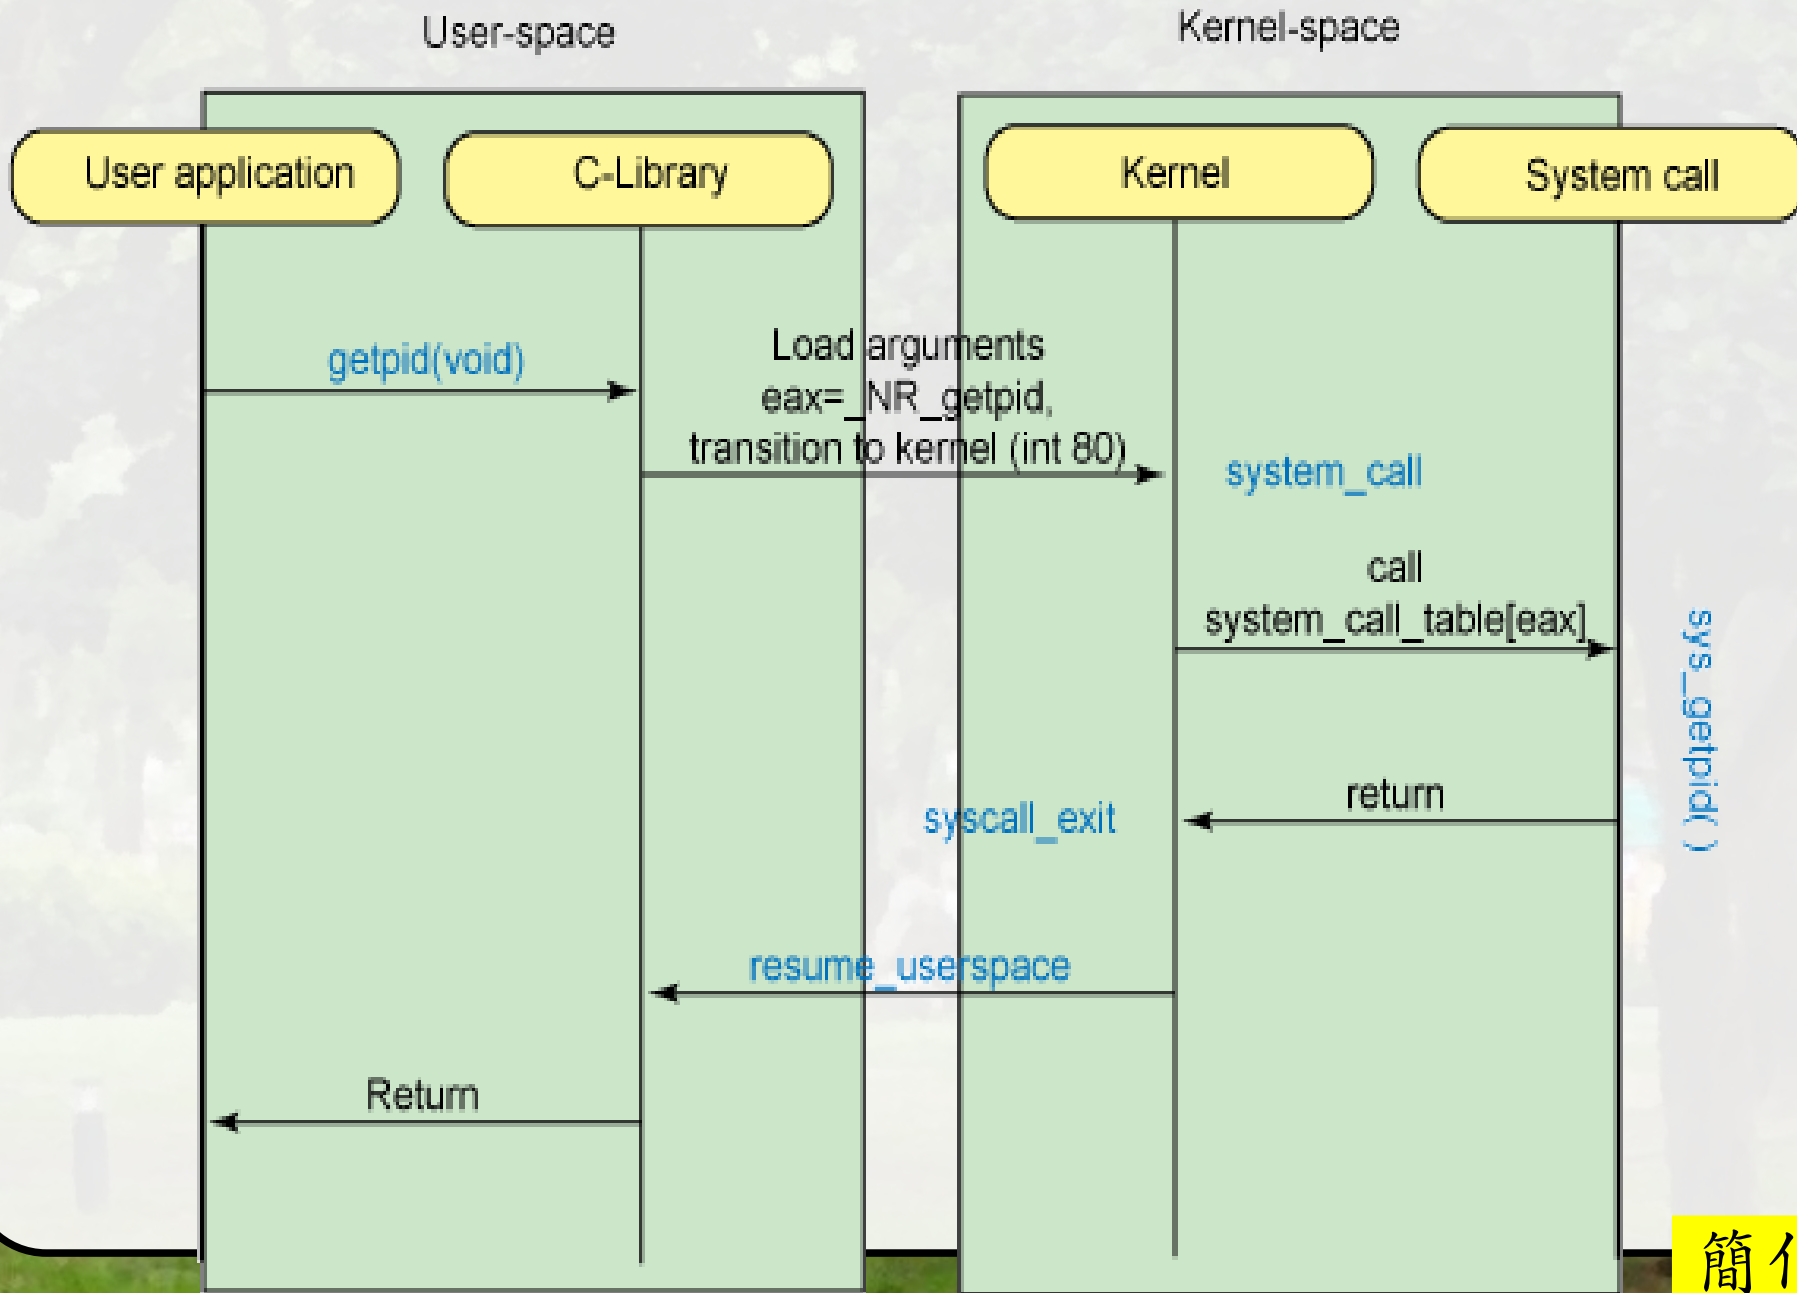 User-space
Kernel-space
User application
C-Library
Kernel
System call
getpid(void)
Load arguments
eax=_NR_getpid,
transition to kernel (int 80)
system_call
call
system_call_table[eax]
sys_getpid( )
return
syscall_exit
resume_userspace
Return
簡